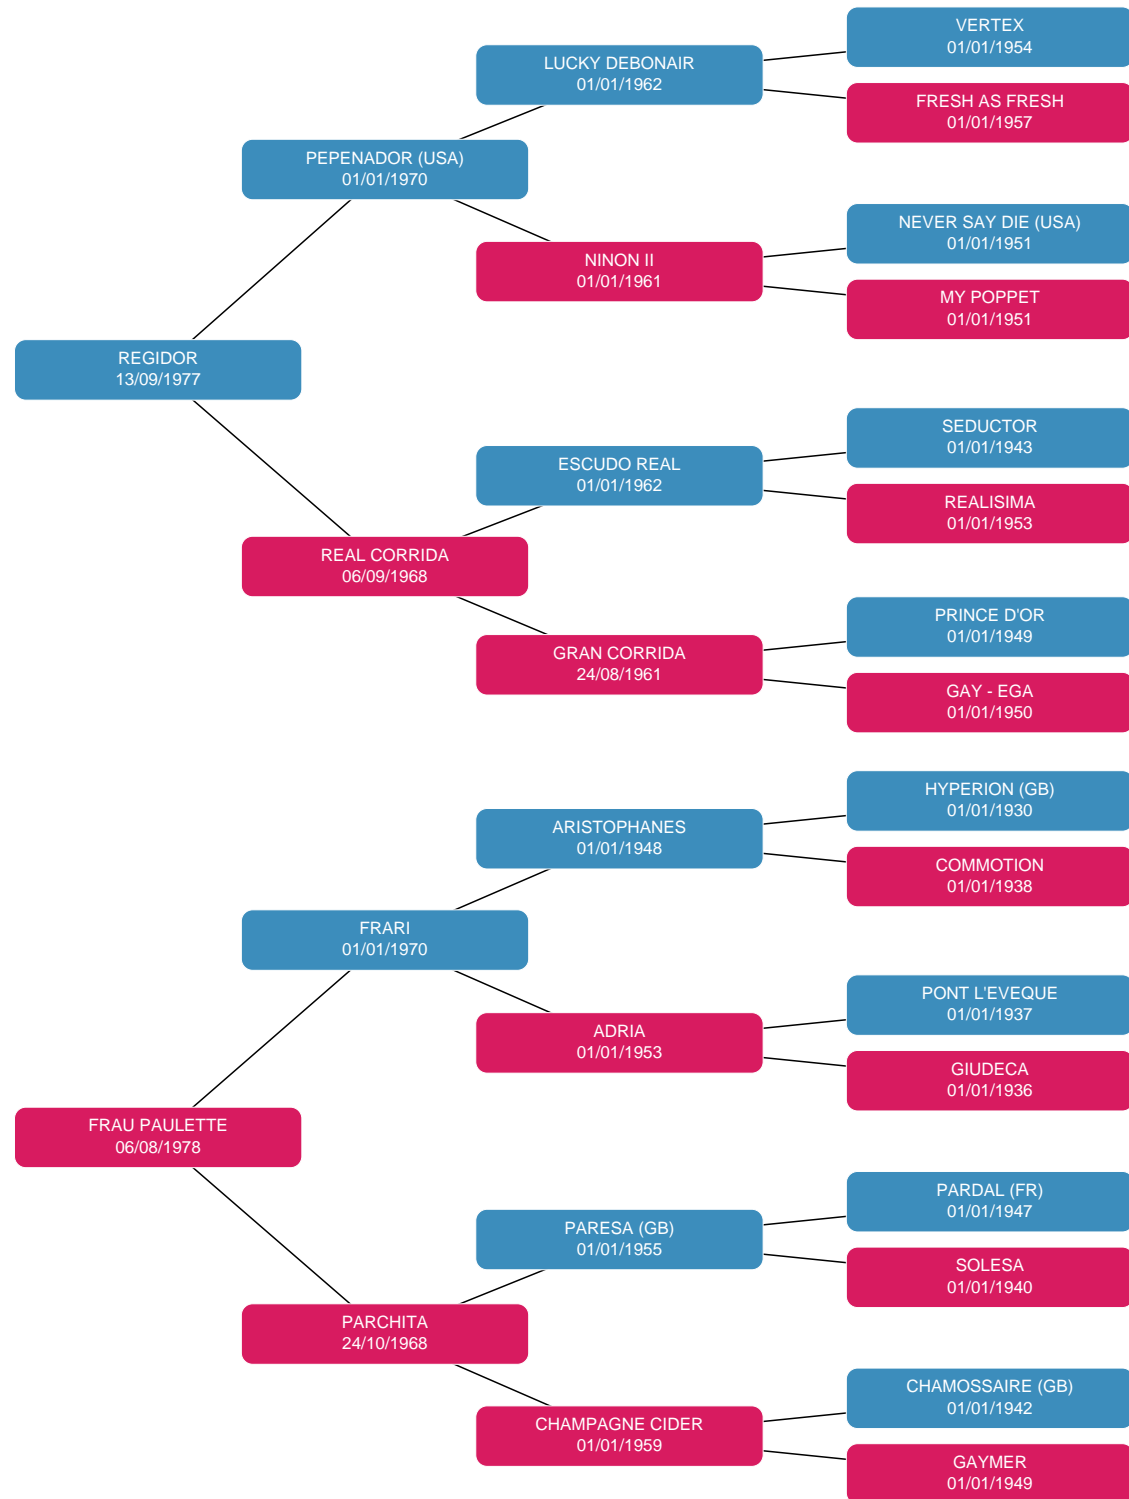 VERTEX
01/01/1954
LUCKY DEBONAIR
01/01/1962
FRESH AS FRESH
01/01/1957
PEPENADOR (USA)
01/01/1970
NEVER SAY DIE (USA)
01/01/1951
NINON II
01/01/1961
MY POPPET
01/01/1951
REGIDOR
13/09/1977
SEDUCTOR
01/01/1943
ESCUDO REAL
01/01/1962
REALISIMA
01/01/1953
REAL CORRIDA
06/09/1968
PRINCE D'OR
01/01/1949
GRAN CORRIDA
24/08/1961
GAY - EGA
01/01/1950
HYPERION (GB)
01/01/1930
ARISTOPHANES
01/01/1948
COMMOTION
01/01/1938
FRARI
01/01/1970
PONT L'EVEQUE
01/01/1937
ADRIA
01/01/1953
GIUDECA
01/01/1936
FRAU PAULETTE
06/08/1978
PARDAL (FR)
01/01/1947
PARESA (GB)
01/01/1955
SOLESA
01/01/1940
PARCHITA
24/10/1968
CHAMOSSAIRE (GB)
01/01/1942
CHAMPAGNE CIDER
01/01/1959
GAYMER
01/01/1949